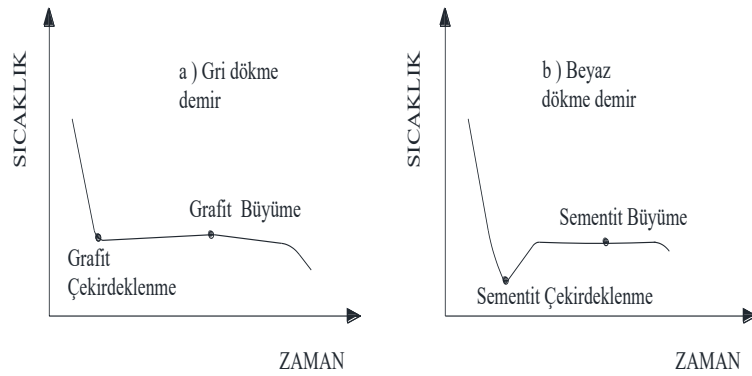 SICAKLIK
a ) Gri dökme
demir
Grafit Büyüme
Grafit
Çekirdeklenme
ZAMAN
SICAKLIK
b ) Beyaz
dökme demir
Sementit Büyüme
Sementit Çekirdeklenme
ZAMAN